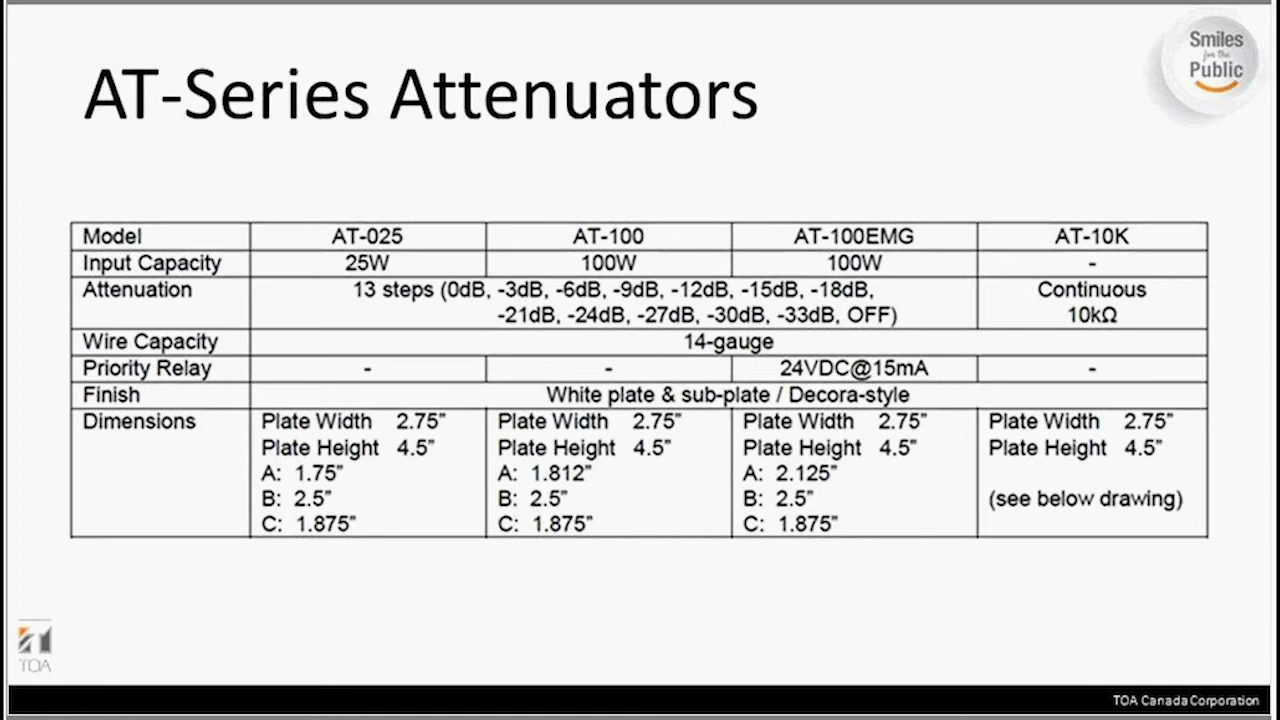 AT-Series Attenuators
Smiles
for the
Public
Model AT-025 AT-100 AT-100EMG AT-10K
Input Capacity 25W 100W 100W -
Attenuation 13 steps (0dB, -3dB, -6dB, -9dB, -12dB, -15dB, -18dB, Continuous
-21dB, -24dB, -27dB, -30dB, -33dB, OFF) 10kΩ
Wire Capacity 14-gauge
Priority Relay - - 24VDC@15mA -
Finish White plate & sub-plate / Decora-style
Dimensions Plate Width 2.75" Plate Width 2.75" Plate Width 2.75" Plate Width 2.75"
Plate Height 4.5" Plate Height 4.5" Plate Height 4.5" Plate Height 4.5"
A: 1.75" A: 1.812" A: 2.125"
B: 2.5" B: 2.5" B: 2.5" (see below drawing)
C: 1.875" C: 1.875" C: 1.875"
TOA
TOA Canada Corporation